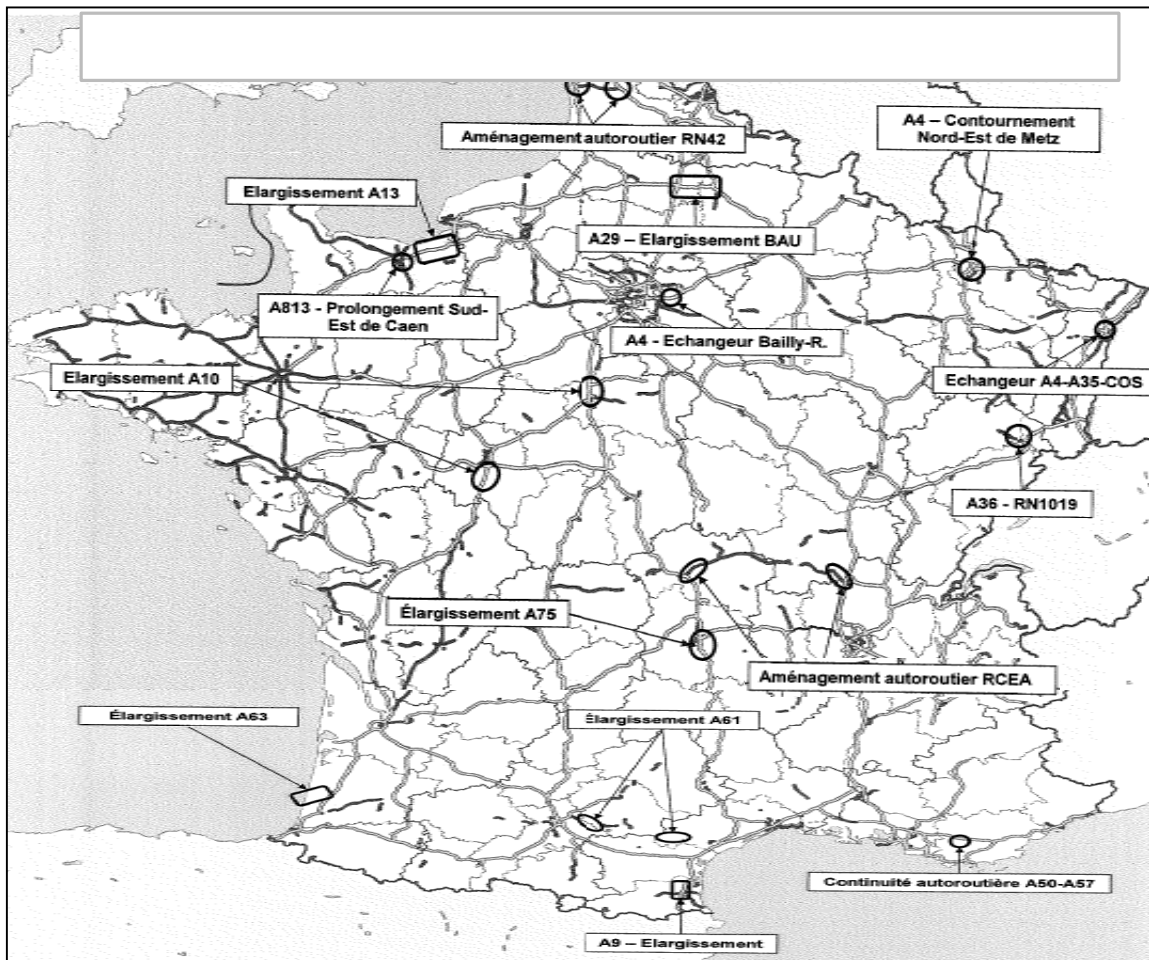 A4 – Contournement
Nord-Est de Metz
Aménagement autoroutier RN42
Elargissement A13
A29 – Elargissement BAU
A813 - Prolongement Sud-
Est de Caen
A4 - Echangeur Bailly-R.
Elargissement A10
Echangeur A4-A35-COS
A36 - RN1019
Élargissement A75
Aménagement autoroutier RCEA
Élargissement A63
Élargissement A61
Continuité autoroutière A50-A57
A9 – Elargissement